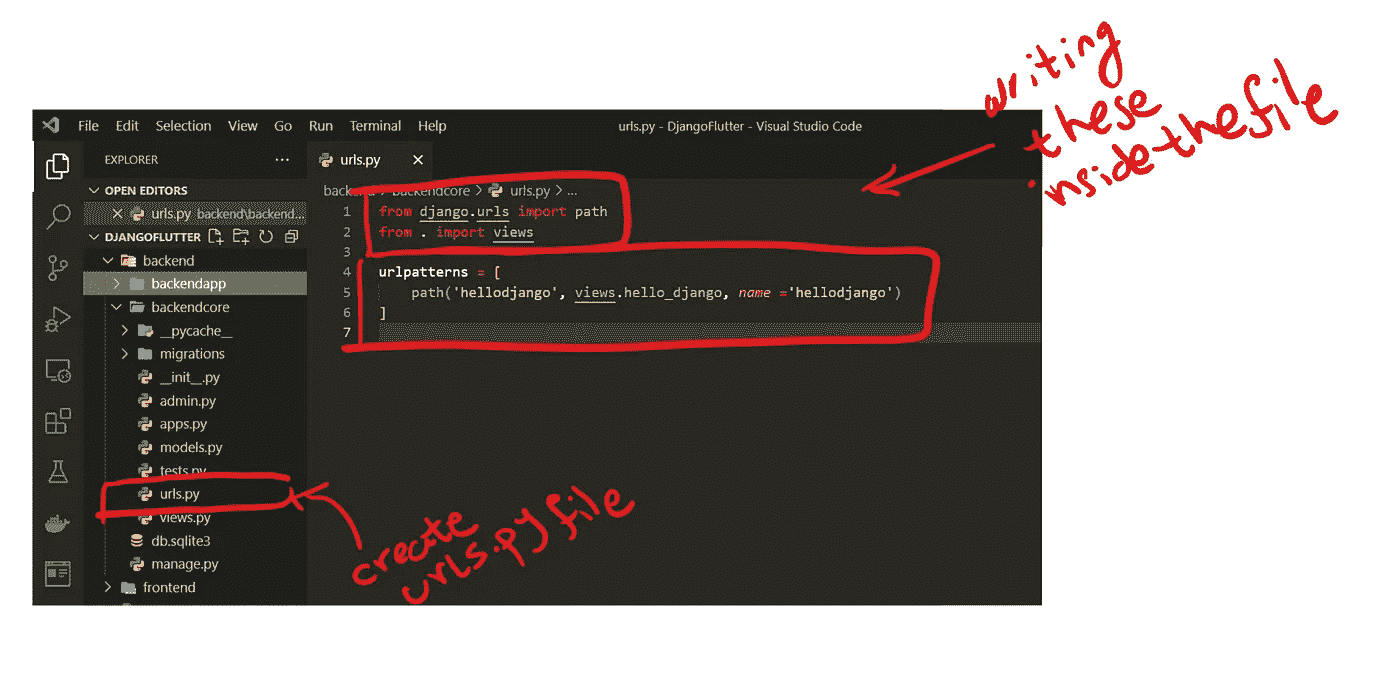 writing
these
inside the file
File Edit Selection View Go Run Terminal Help
urls.py - DjangoFlutter - Visual Studio Code
EXPLORER ...
urls.py
OPEN EDITORS
urls.py backend\backend...
DJANGOFLUTTER
backend
backendapp
backendcore
__pycache__
migrations
__init__.py
admin.py
apps.py
models.py
tests.py
urls.py
views.py
db.sqlite3
manage.py
frontend
backend > backendcore > urls.py > ...
1 from django.urls import path
2 from . import views
3
4 urlpatterns = [
5 path('hellodjango', views.hello_django, name ='hellodjango')
6 ]
7
create
urls.py file